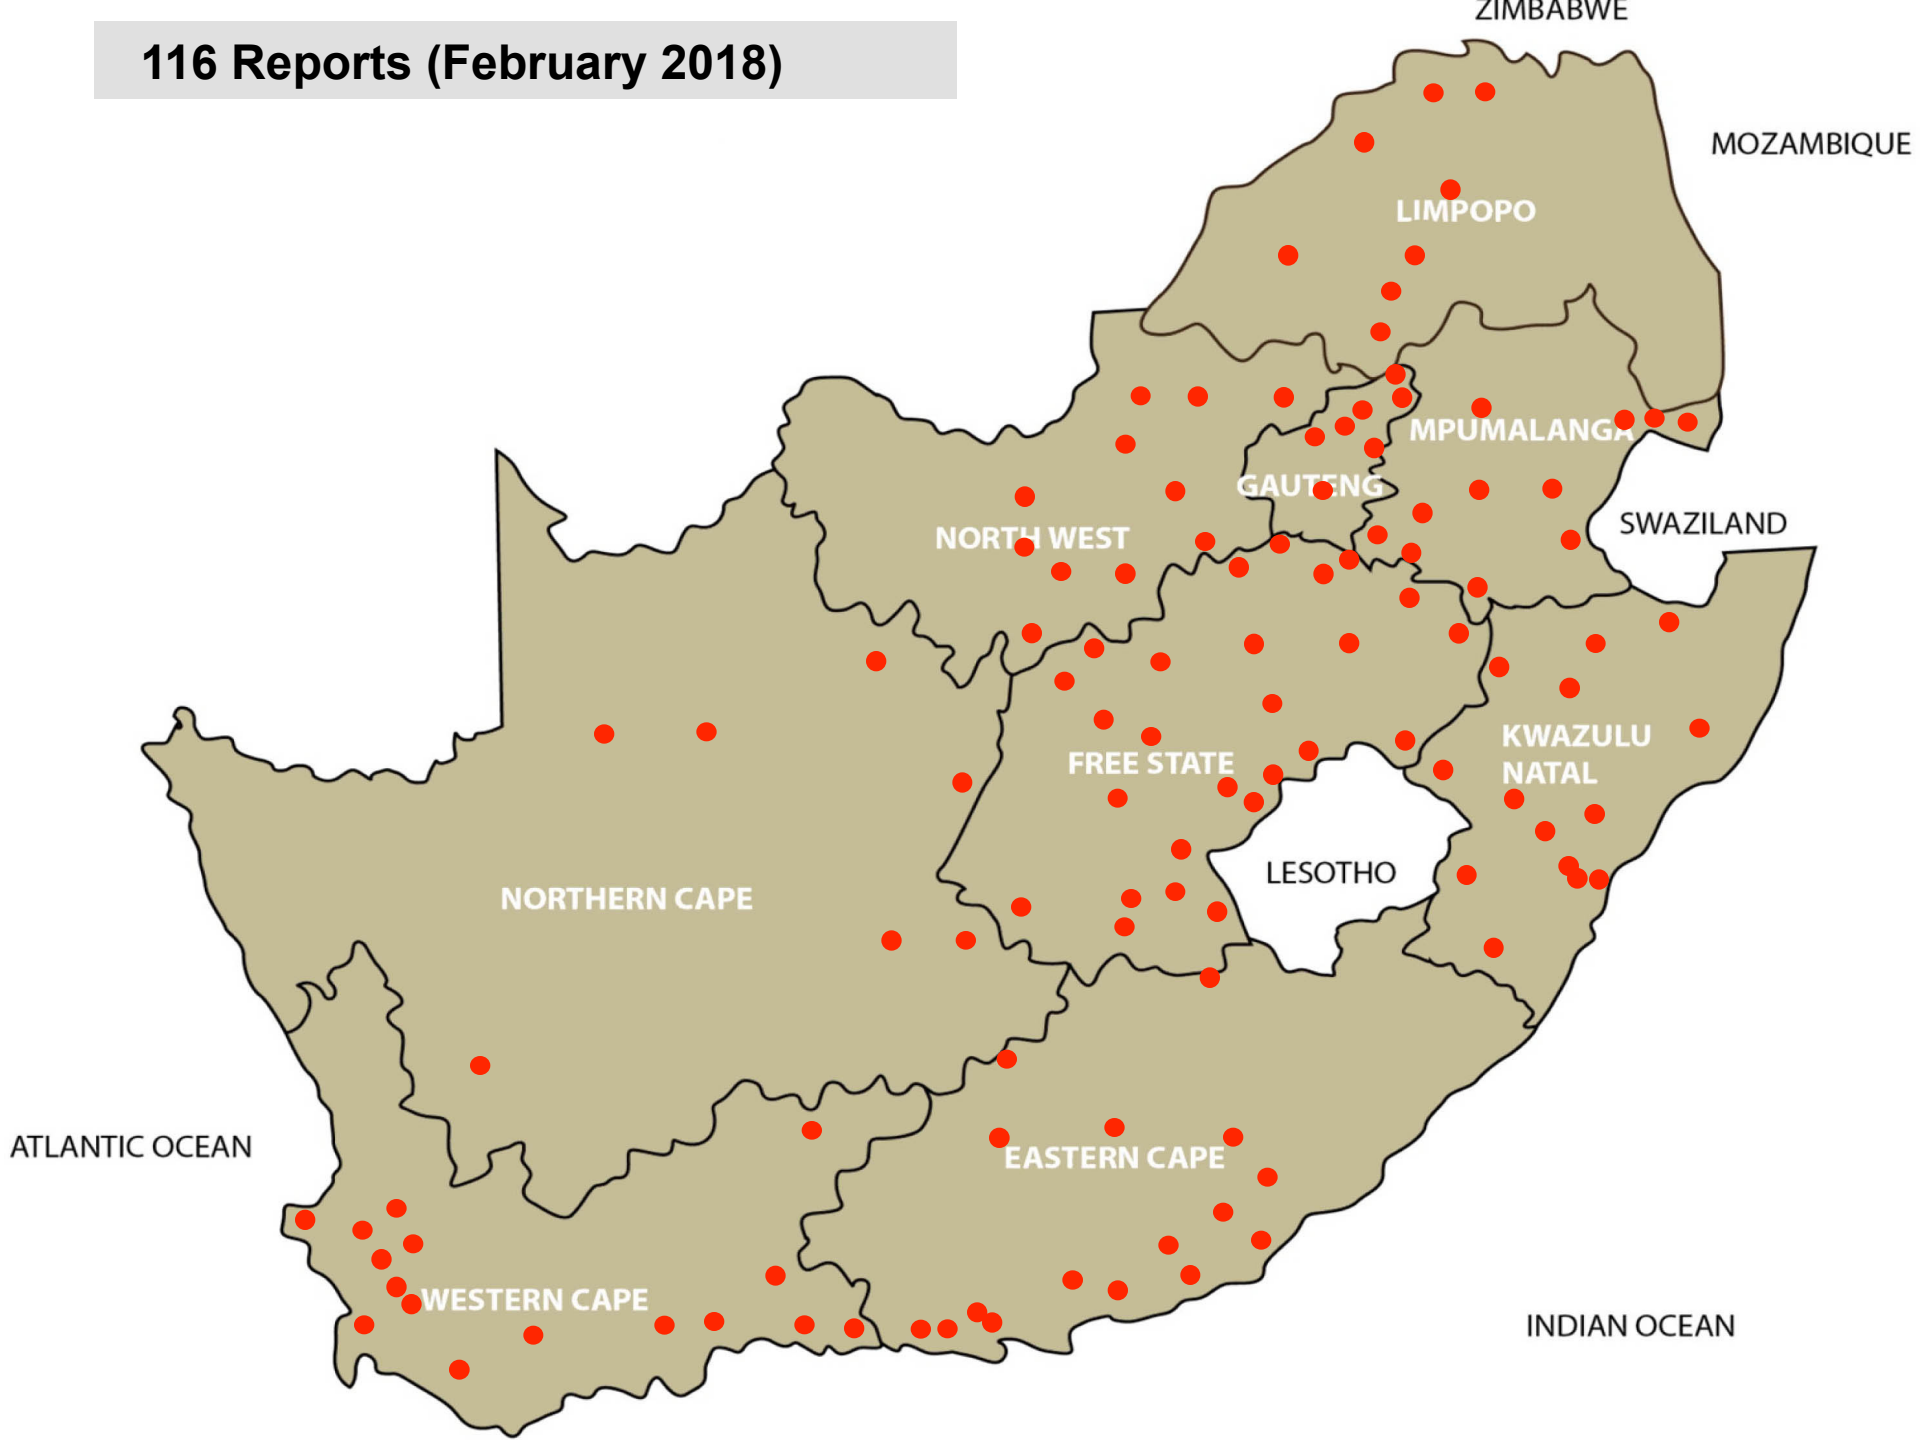 ZIMBABWE
116 Reports (February 2018)
MOZAMBIQUE
LIMPOPO
MPUMALANGA
GAUTENG
SWAZILAND
NORTH WEST
KWAZULU
NATAL
FREE STATE
LESOTHO
NORTHERN CAPE
ATLANTIC OCEAN
EASTERN CAPE
WESTERN CAPE
INDIAN OCEAN